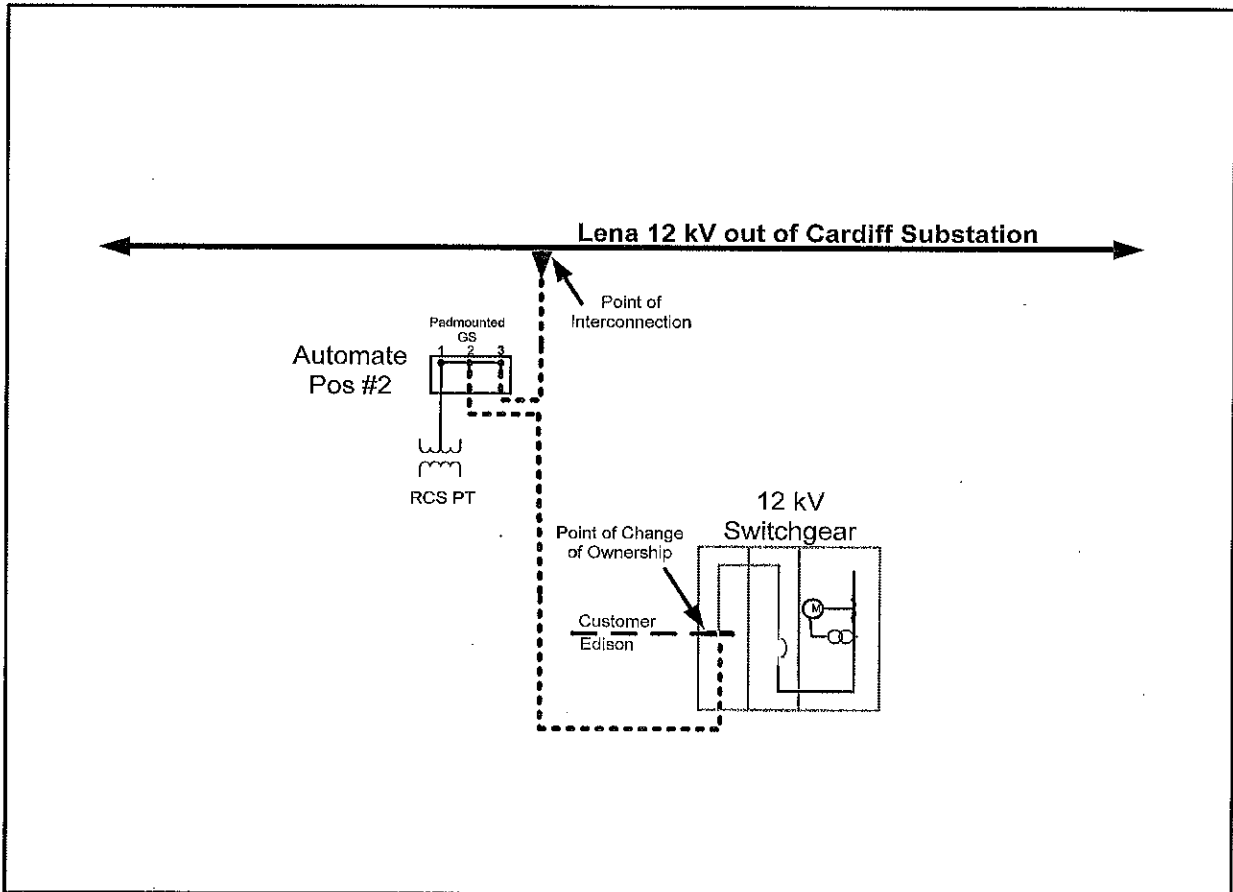 Lena 12 kV out of Cardiff Substation
Point of
Interconnection
Padmounted
GS
1 2 3
Automate
Pos #2
RCS PT
12 kV
Switchgear
Point of Change
of Ownership
Customer
Edison
M